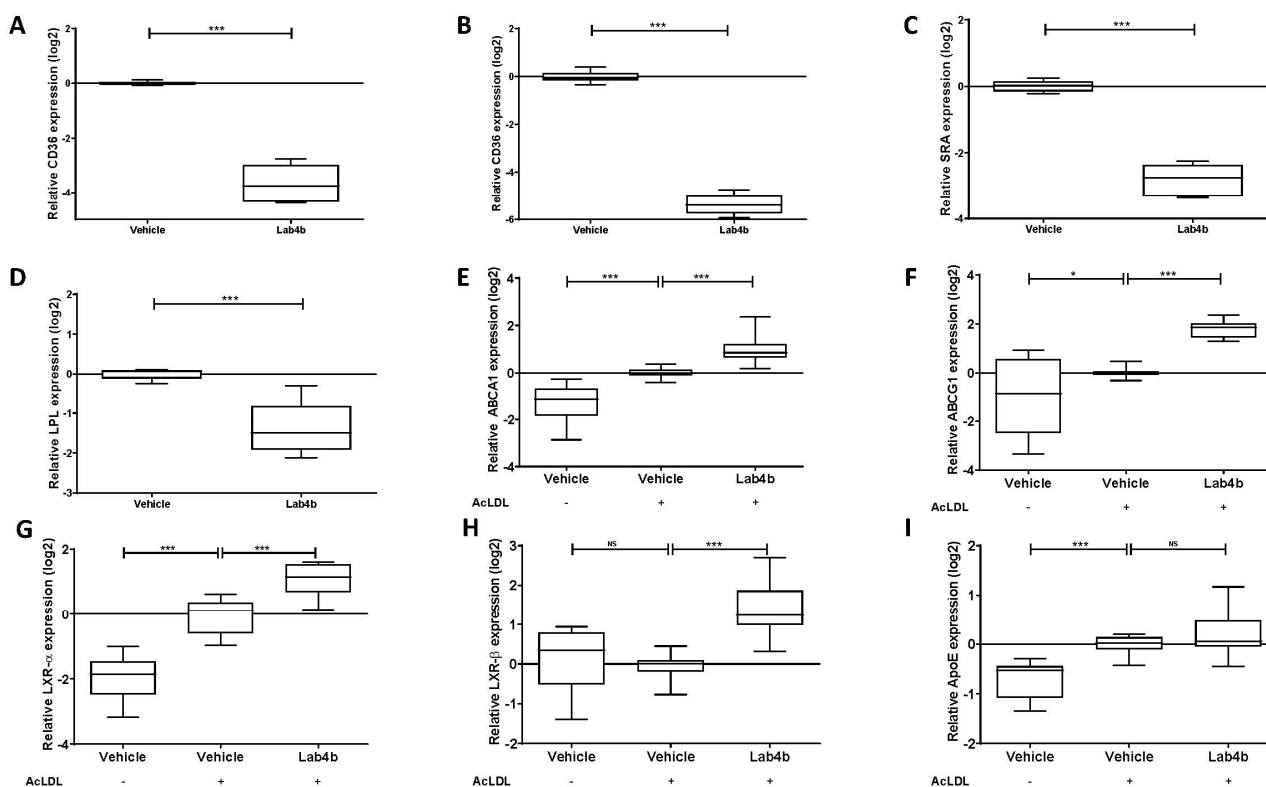 A
Relative CD36 expression (log2)
2
0
-2
-4
***
Vehicle
Lab4b
B
Relative CD36 expression (log2)
2
0
-2
-4
-6
***
Vehicle
Lab4b
C
Relative SRA expression (log2)
2
0
-2
-4
***
Vehicle
Lab4b
D
Relative LPL expression (log2)
2
1
0
-1
-2
-3
***
Vehicle
Lab4b
E
Relative ABCA1 expression (log2)
4
2
0
-2
-4
*** ***
Vehicle Vehicle Lab4b
AcLDL - + +
F
Relative ABCG1 expression (log2)
4
2
0
-2
-4
* ***
Vehicle Vehicle Lab4b
AcLDL - + +
G
Relative LXR-α expression (log2)
2
0
-2
-4
*** ***
Vehicle Vehicle Lab4b
AcLDL - + +
H
Relative LXR-β expression (log2)
3
2
1
0
-1
-2
NS ***
Vehicle Vehicle Lab4b
AcLDL - + +
I
Relative ApoE expression (log2)
2
1
0
-1
-2
*** NS
Vehicle Vehicle Lab4b
AcLDL - + +